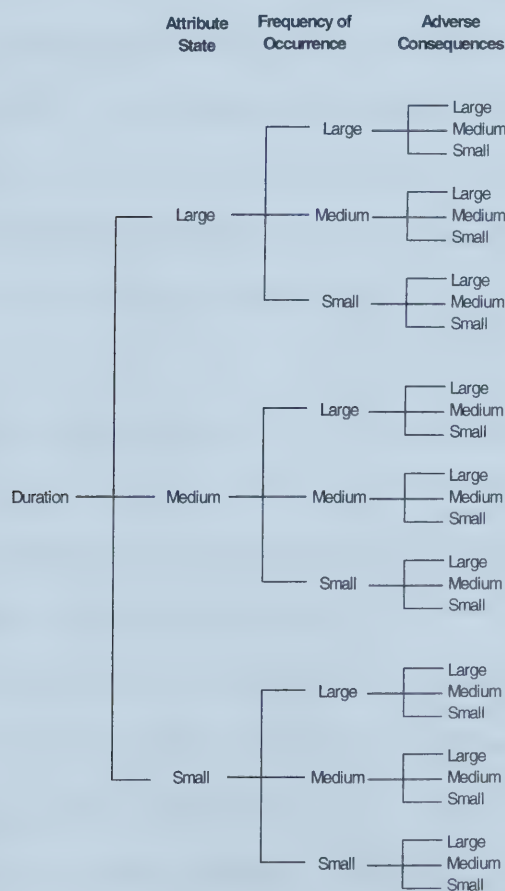 Attribute Frequency of Adverse
State Occurrence Consequences
Large
Large Medium
Small
Large
Large Medium Medium
Small
Large
Small Medium
Small
Large
Large Medium
Small
Large
Duration Medium Medium Medium
Small
Large
Small Medium
Small
Large
Large Medium
Small
Large
Small Medium Medium
Small
Large
Small Medium
Small